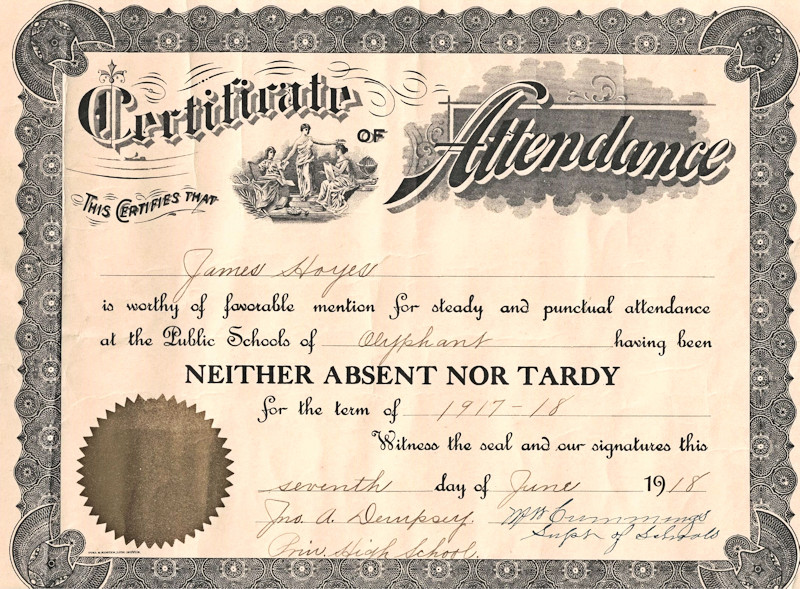 Certificate OF Attendance
THIS CERTIFIES THAT
James Hoyes
is worthy of favorable mention for steady and punctual attendance
at the Public Schools of Olyphant having been
NEITHER ABSENT NOR TARDY
for the term of 1917-18
Witness the seal and our signatures this
seventh day of June 1918
Jno. A. Dempsey. Cummings
Prin. High School. Supt of Schools